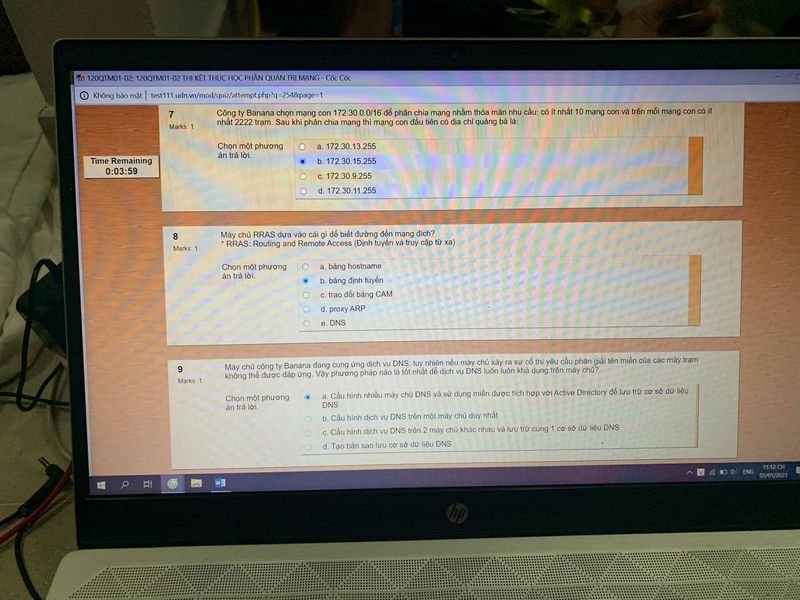 120QTM01-02; 120QTM01-02 THI KẾT THÚC HỌC PHẦN QUẢN TRỊ MẠNG - Cốc Cốc
Không bảo mật | test111.udn.vn/mod/quiz/attempt.php?q=254&page=1
Time Remaining
0:03:59
7
Marks: 1
Công ty Banana chọn mạng con 172.30.0.0/16 để phân chia mạng nhằm thỏa mãn nhu cầu: có ít nhất 10 mạng con và trên mỗi mạng con có ít
nhất 2222 trạm. Sau khi phân chia mạng thì mạng con đầu tiên có địa chỉ quảng bá là:
Chọn một phương
án trả lời.
a. 172.30.13.255
b. 172.30.15.255
c. 172.30.9.255
d. 172.30.11.255
8
Marks: 1
Máy chủ RRAS dựa vào cái gì để biết đường đến mạng đích?
* RRAS: Routing and Remote Access (Định tuyến và truy cập từ xa)
Chọn một phương
án trả lời.
a. bảng hostname
b. bảng định tuyến
c. trao đổi bảng CAM
d. proxy ARP
e. DNS
9
Marks: 1
Máy chủ công ty Banana đang cung ứng dịch vụ DNS, tuy nhiên nếu máy chủ xảy ra sự cố thì yêu cầu phân giải tên miền của các máy trạm
không thể được đáp ứng. Vậy phương pháp nào là tốt nhất để dịch vụ DNS luôn luôn khả dụng trên máy chủ?
Chọn một phương
án trả lời.
a. Cấu hình nhiều máy chủ DNS và sử dụng miền được tích hợp với Active Directory để lưu trữ cơ sở dữ liệu
DNS
b. Cấu hình dịch vụ DNS trên một máy chủ duy nhất
c. Cấu hình dịch vụ DNS trên 2 máy chủ khác nhau và lưu trữ cùng 1 cơ sở dữ liệu DNS
d. Tạo bản sao lưu cơ sở dữ liệu DNS
ENG
11:12 CH
03/01/2021
hp